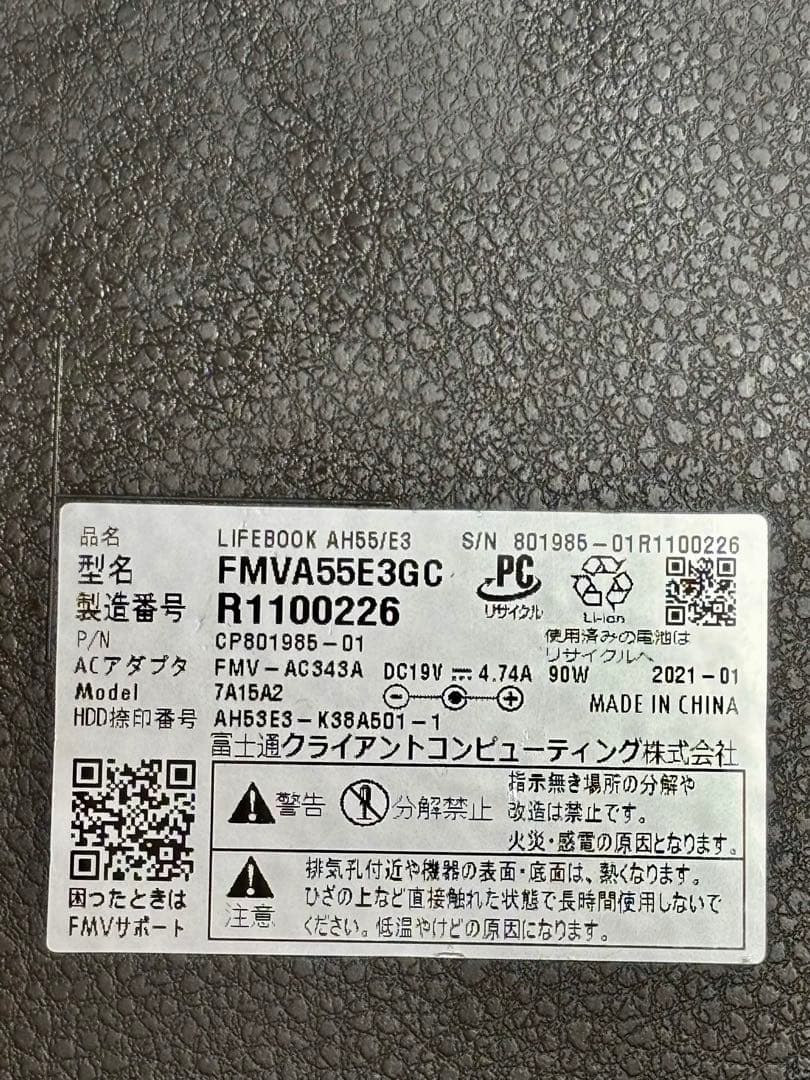 品名 LIFEBOOK AH55/E3 S/N 801985-01R1100226
型名 FMVA55E3GC
製造番号 R1100226
PC
リサイクル
Li-ion
使用済みの電池は
リサイクルへ
P/N CP801985-01
ACアダプタ FMV-AC343A DC19V 4.74A 90W 2021-01
Model 7A15A2
MADE IN CHINA
HDD捺印番号 AH53E3-K38A501-1
富士通クライアントコンピューティング株式会社
警告 分解禁止
指示無き場所の分解や
改造は禁止です。
火災・感電の原因となります。
注意
排気孔付近や機器の表面・底面は、熱くなります。
ひざの上など直接触れた状態で長時間使用しないで
ください。低温やけどの原因になります。
困ったときは
FMVサポート